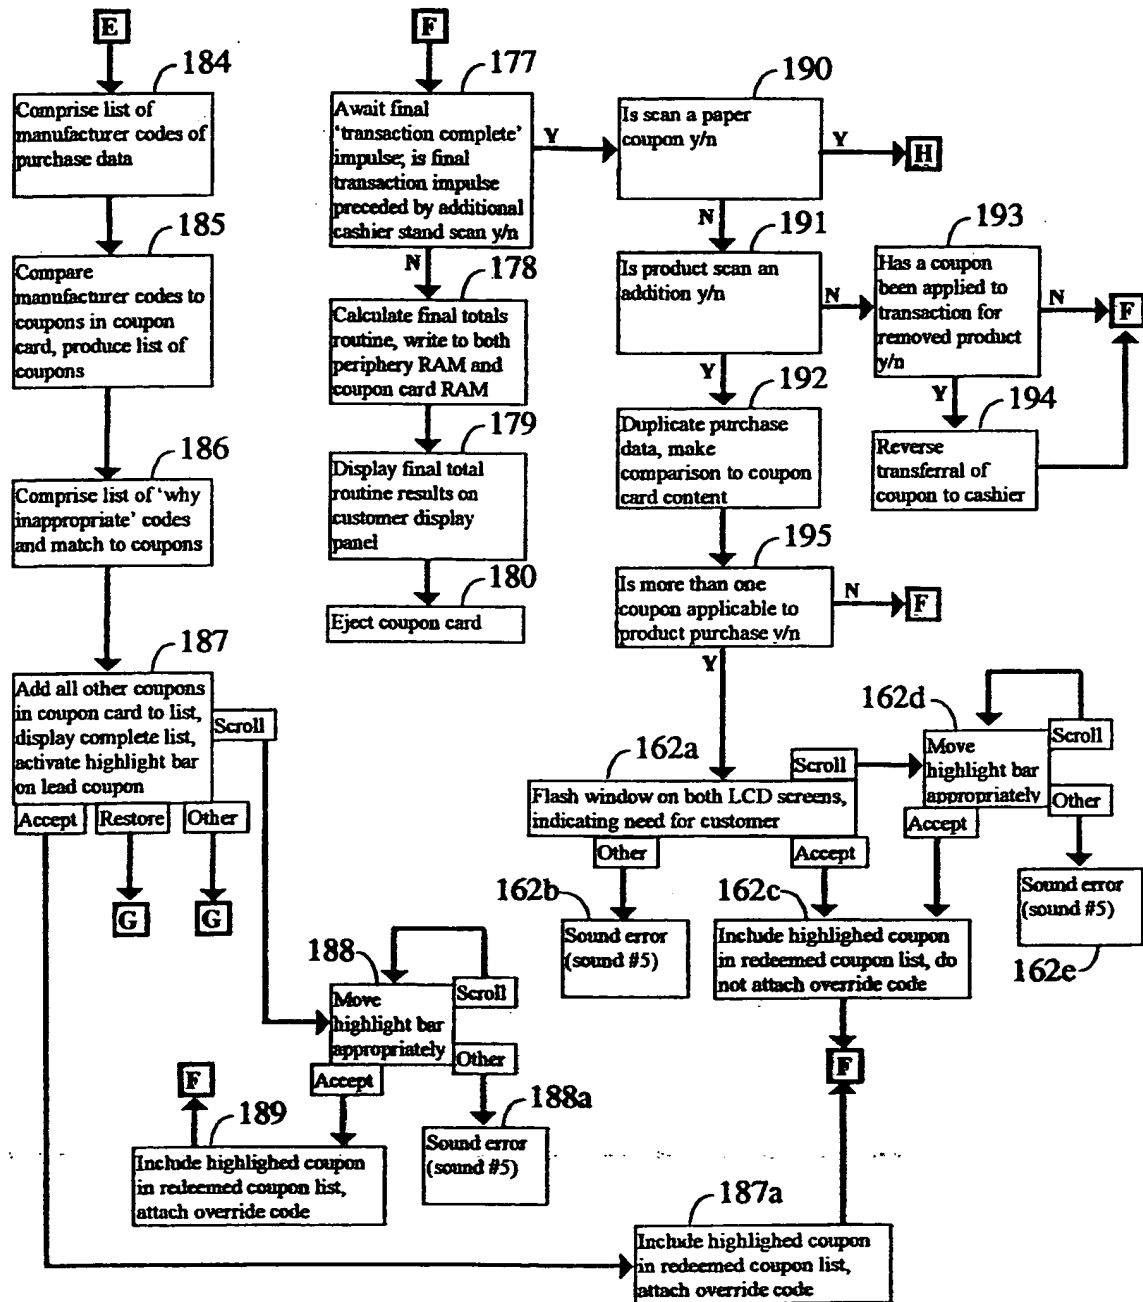 E
184
Comprise list of
manufacturer codes of
purchase data
185
Compare
manufacturer codes to
coupons in coupon
card, produce list of
coupons
186
Comprise list of ‘why
inappropriate’ codes
and match to coupons
187
Add all other coupons
in coupon card to list,
display complete list,
activate highlight bar
on lead coupon
Scroll
Accept
Restore
Other
G
G
188
Move
highlight bar
appropriately
Scroll
Other
Accept
188a
Sound error
(sound #5)
F
189
Include highlighed coupon
in redeemed coupon list,
attach override code
F
177
Await final
‘transaction complete’
impulse; is final
transaction impulse
preceded by additional
cashier stand scan y/n
Y
N
178
Calculate final totals
routine, write to both
periphery RAM and
coupon card RAM
179
Display final total
routine results on
customer display
panel
180
Eject coupon card
190
Is scan a paper
coupon y/n
Y
H
N
191
Is product scan an
addition y/n
N
Y
193
Has a coupon
been applied to
transaction for
removed product
y/n
N
F
Y
194
Reverse
transferral of
coupon to cashier
192
Duplicate purchase
data, make
comparison to coupon
card content
195
Is more than one
coupon applicable to
product purchase y/n
N
F
Y
162a
Scroll
Flash window on both LCD screens,
indicating need for customer
Other
Accept
162b
Sound error
(sound #5)
162c
Include highlighed coupon
in redeemed coupon list, do
not attach override code
162d
Move
highlight bar
appropriately
Scroll
Other
Accept
Sound error
(sound #5)
162e
F
187a
Include highlighed coupon
in redeemed coupon list,
attach override code